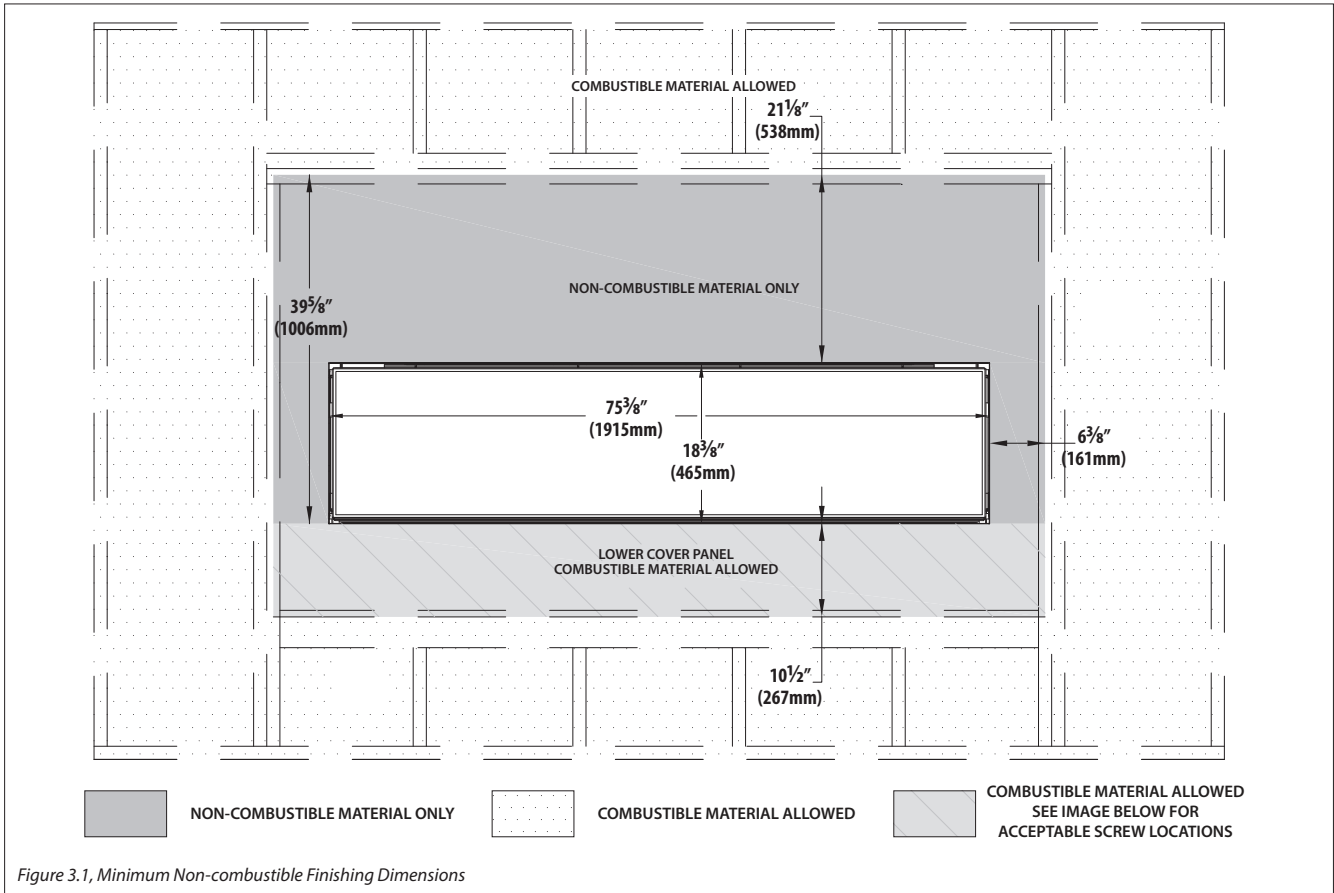 COMBUSTIBLE MATERIAL ALLOWED
21⅛"
(538mm)
39⅝"
(1006mm)
NON-COMBUSTIBLE MATERIAL ONLY
75⅜"
(1915mm)
18⅜"
(465mm)
6⅜"
(161mm)
LOWER COVER PANEL
COMBUSTIBLE MATERIAL ALLOWED
10½"
(267mm)
NON-COMBUSTIBLE MATERIAL ONLY
COMBUSTIBLE MATERIAL ALLOWED
COMBUSTIBLE MATERIAL ALLOWED
SEE IMAGE BELOW FOR
ACCEPTABLE SCREW LOCATIONS
Figure 3.1, Minimum Non-combustible Finishing Dimensions